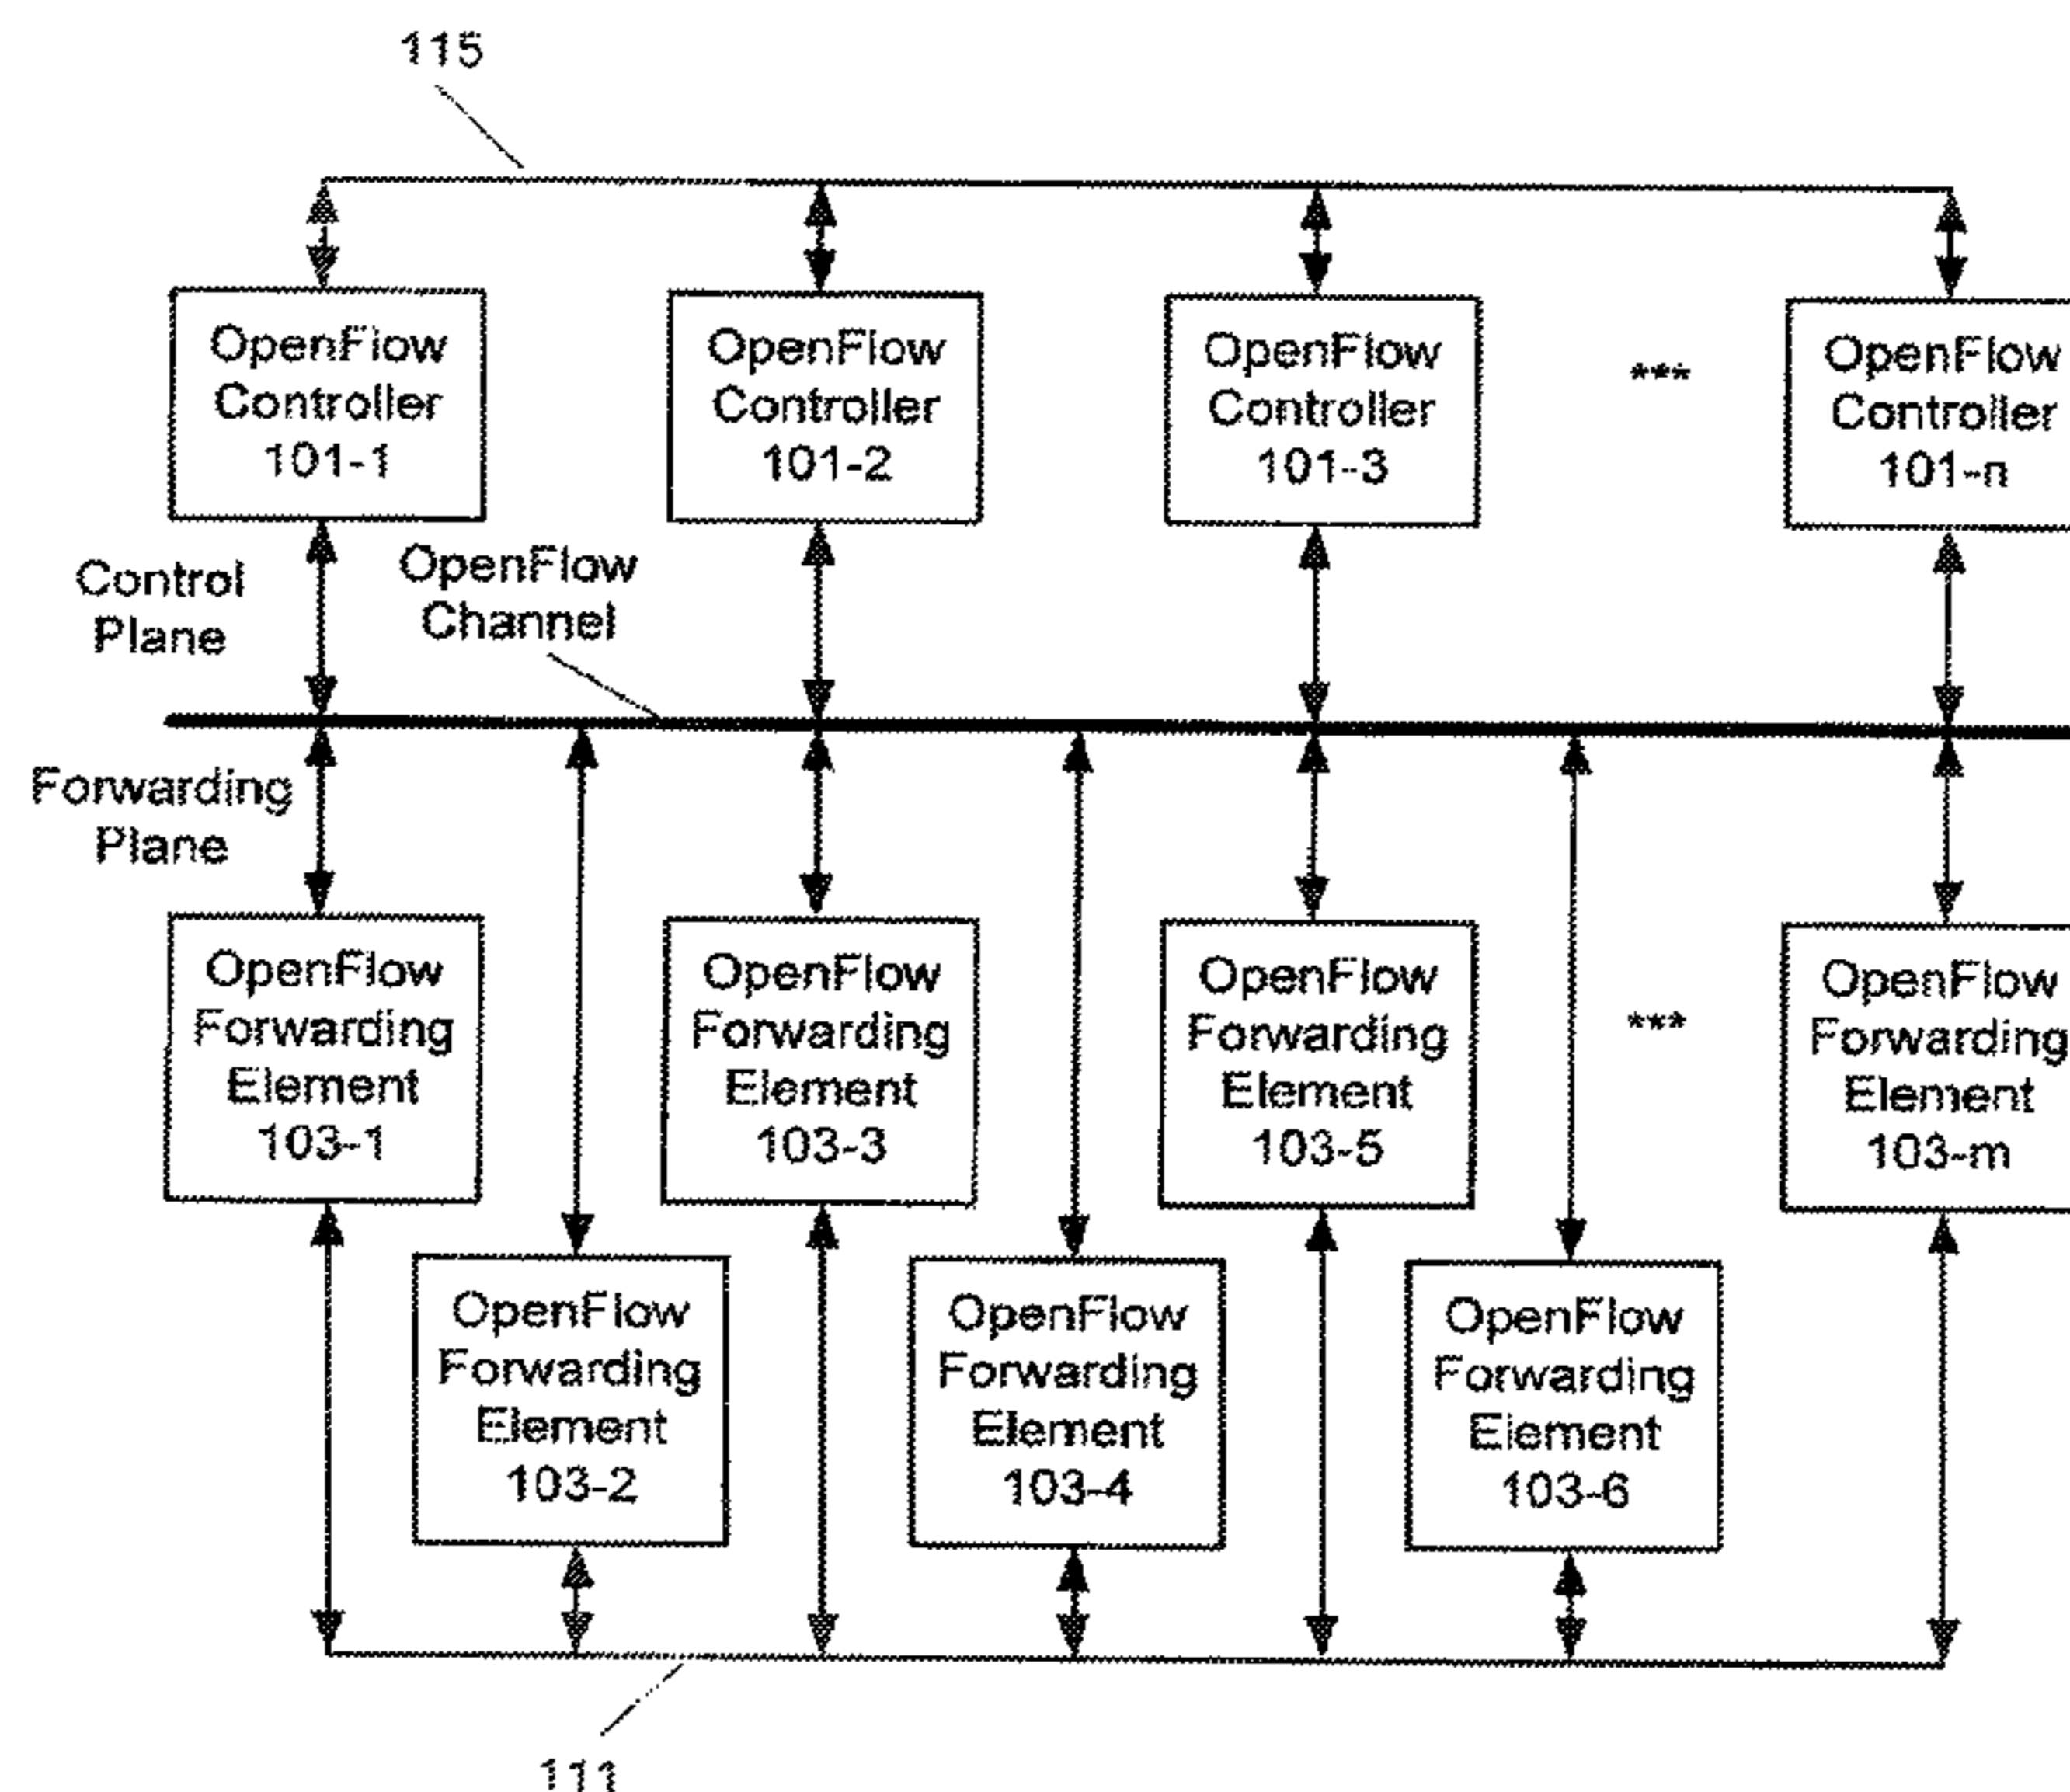 115
OpenFlow
Controller
101-1
OpenFlow
Controller
101-2
OpenFlow
Controller
101-3
***
OpenFlow
Controller
101-n
Control
Plane
OpenFlow
Channel
Forwarding
Plane
OpenFlow
Forwarding
Element
103-1
OpenFlow
Forwarding
Element
103-3
OpenFlow
Forwarding
Element
103-5
***
OpenFlow
Forwarding
Element
103-m
OpenFlow
Forwarding
Element
103-2
OpenFlow
Forwarding
Element
103-4
OpenFlow
Forwarding
Element
103-6
111